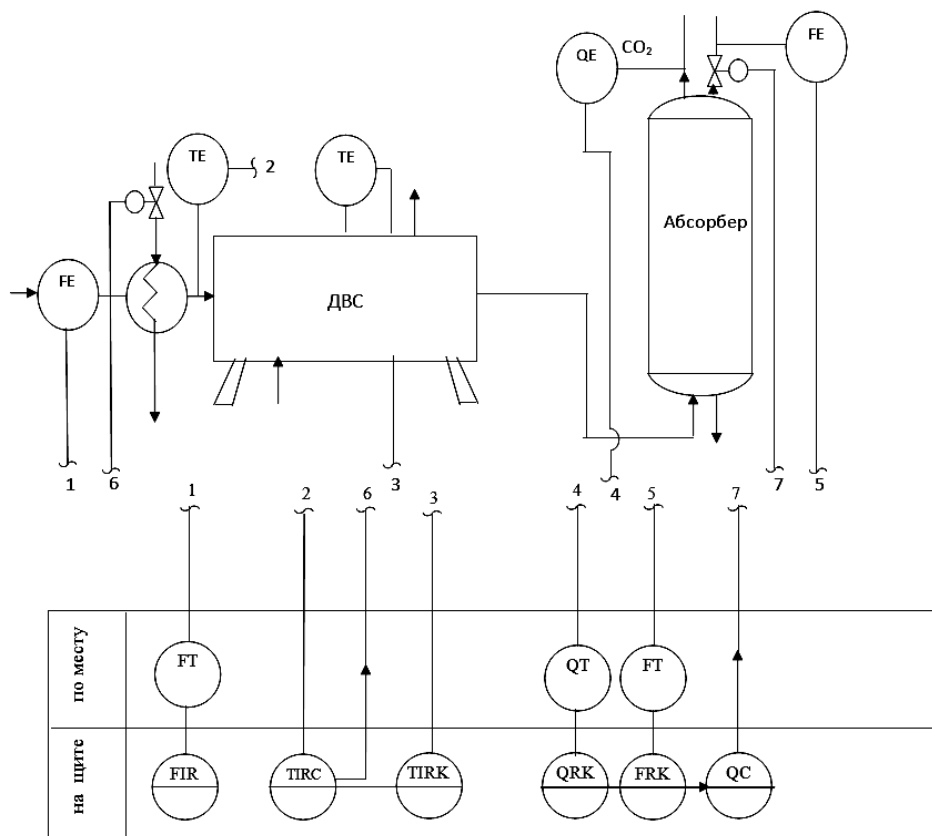 QE
CO₂
FE
TE
2
TE
Абсорбер
FE
ДВС
1
6
3
4
7
5
1
2
6
3
4
5
7
по месту
FT
QT
FT
на щите
FIR
TIRC
TIRK
QRK
FRK
QC